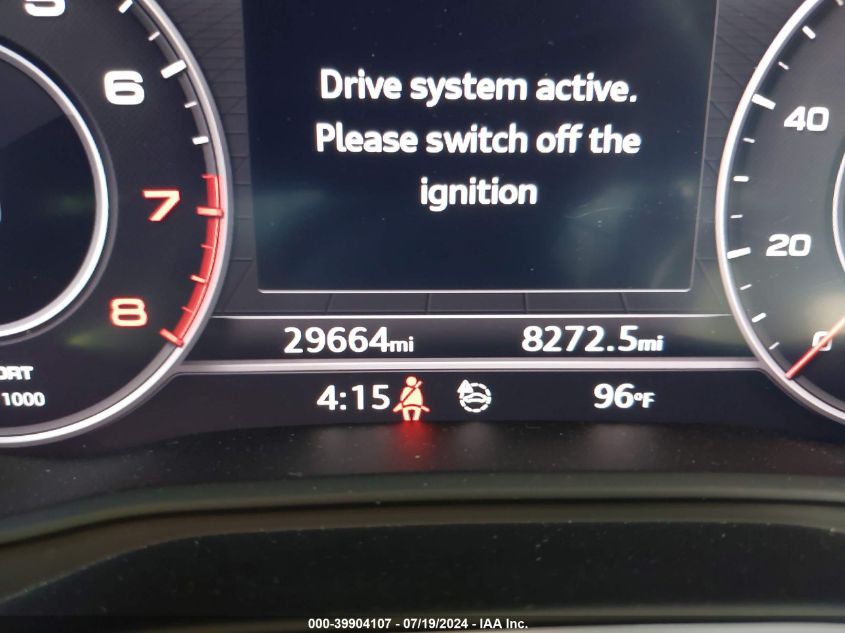 6
7
8
1000
Drive system active.
Please switch off the
ignition
40
20
0
29664mi
8272.5mi
4:15
96°F
000-39904107 - 07/19/2024 - IAA Inc.